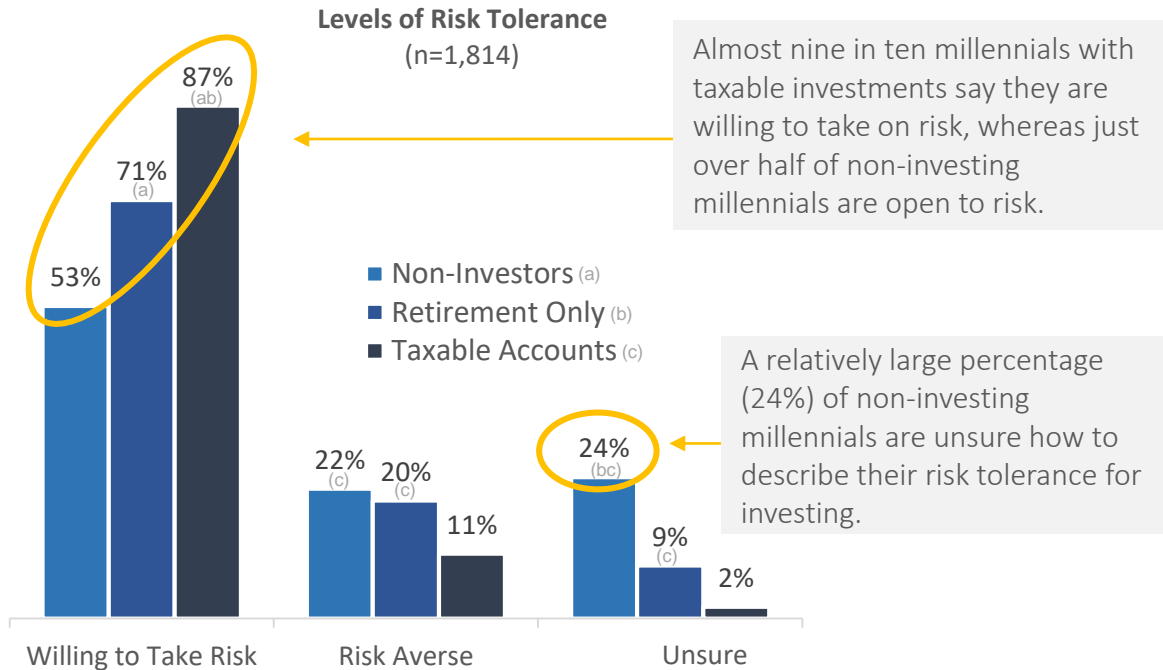 Levels of Risk Tolerance
(n=1,814)
Almost nine in ten millennials with
taxable investments say they are
willing to take on risk, whereas just
over half of non-investing
millennials are open to risk.
87%
(ab)
71%
(a)
53%
Non-Investors (a)
Retirement Only (b)
Taxable Accounts (c)
A relatively large percentage
(24%) of non-investing
millennials are unsure how to
describe their risk tolerance for
investing.
22%
(c)
20%
(c)
11%
24%
(bc)
9%
(c)
2%
Willing to Take Risk
Risk Averse
Unsure